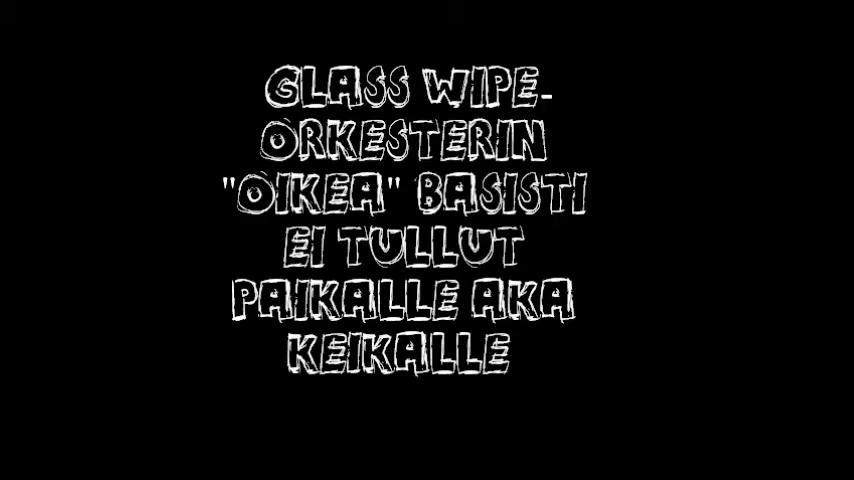 GLASS WIPE-
ORKESTERIN
"OIKEA" BASISTI
EI TULLUT
PAIKALLE AKA
KEIKALLE